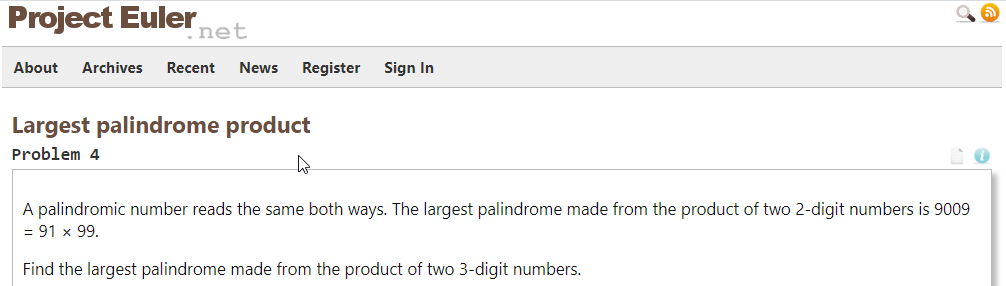 Project Euler
.net
About Archives Recent News Register Sign In
Largest palindrome product
Problem 4
A palindromic number reads the same both ways. The largest palindrome made from the product of two 2-digit numbers is 9009
= 91 × 99.
Find the largest palindrome made from the product of two 3-digit numbers.